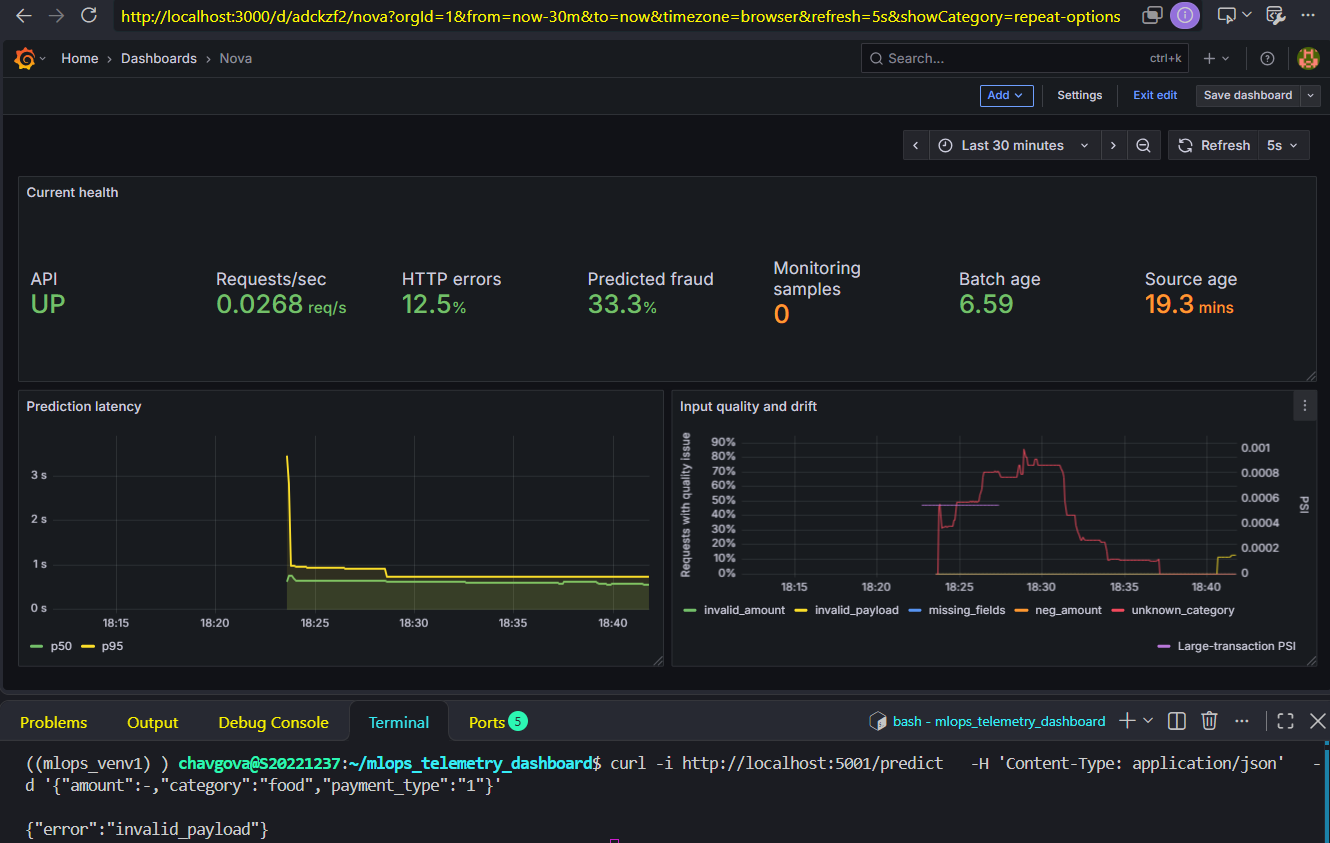 http://localhost:3000/d/adckzf2/nova?orgId=1&from=now-30m&to=now&timezone=browser&refresh=5s&showCategory=repeat-options
Home › Dashboards › Nova
Search... ctrl+k
Add
Settings
Exit edit
Save dashboard
Last 30 minutes
Refresh
5s
Current health
API
UP
Requests/sec
0.0268 req/s
HTTP errors
12.5%
Predicted fraud
33.3%
Monitoring
samples
0
Batch age
6.59
Source age
19.3 mins
Prediction latency
3 s
2 s
1 s
0 s
18:15 18:20 18:25 18:30 18:35 18:40
p50 p95
Input quality and drift
Requests with quality issue
90%
80%
70%
60%
50%
40%
30%
20%
10%
0%
0.001
0.0008
0.0006
0.0004
0.0002
0
PSI
18:15 18:20 18:25 18:30 18:35 18:40
invalid_amount invalid_payload missing_fields neg_amount unknown_category
Large-transaction PSI
Problems Output Debug Console Terminal Ports 5
bash - mlops_telemetry_dashboard
((mlops_venv1) ) chavgova@S20221237:~/mlops_telemetry_dashboard$ curl -i http://localhost:5001/predict   -H 'Content-Type: application/json'   -
d '{"amount":-,"category":"food","payment_type":"1"}'
{"error":"invalid_payload"}